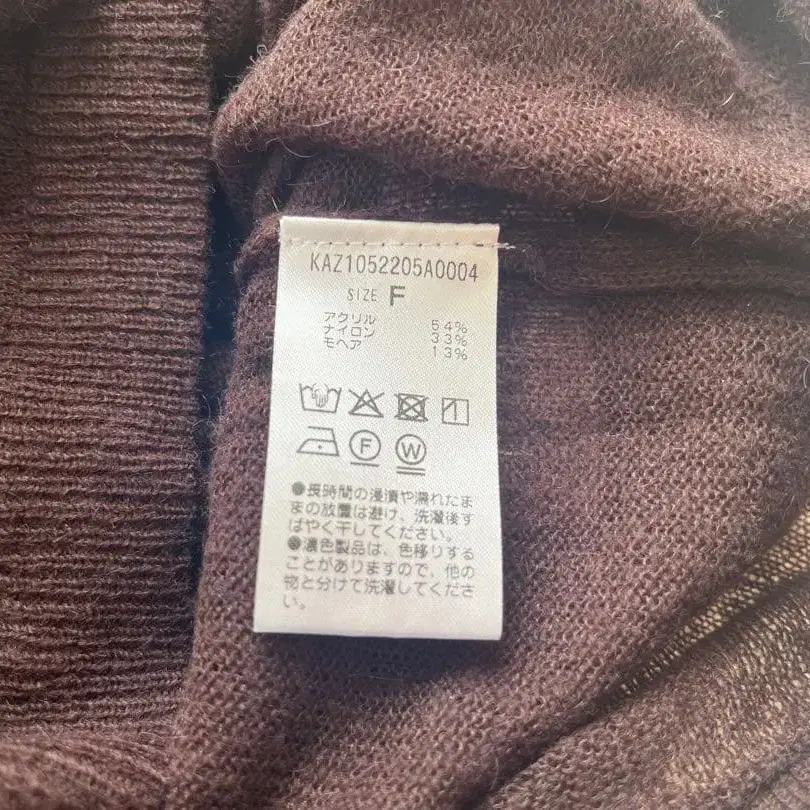 KAZ1052205A0004
SIZE F
アクリル 54%
ナイロン 33%
モヘア 13%
F W
●長時間の浸漬や濡れたま
まの放置は避け、洗濯後す
ばやく干してください。
●濃色製品は、色移りする
ことがありますので、他の
物と分けて洗濯してくださ
い。